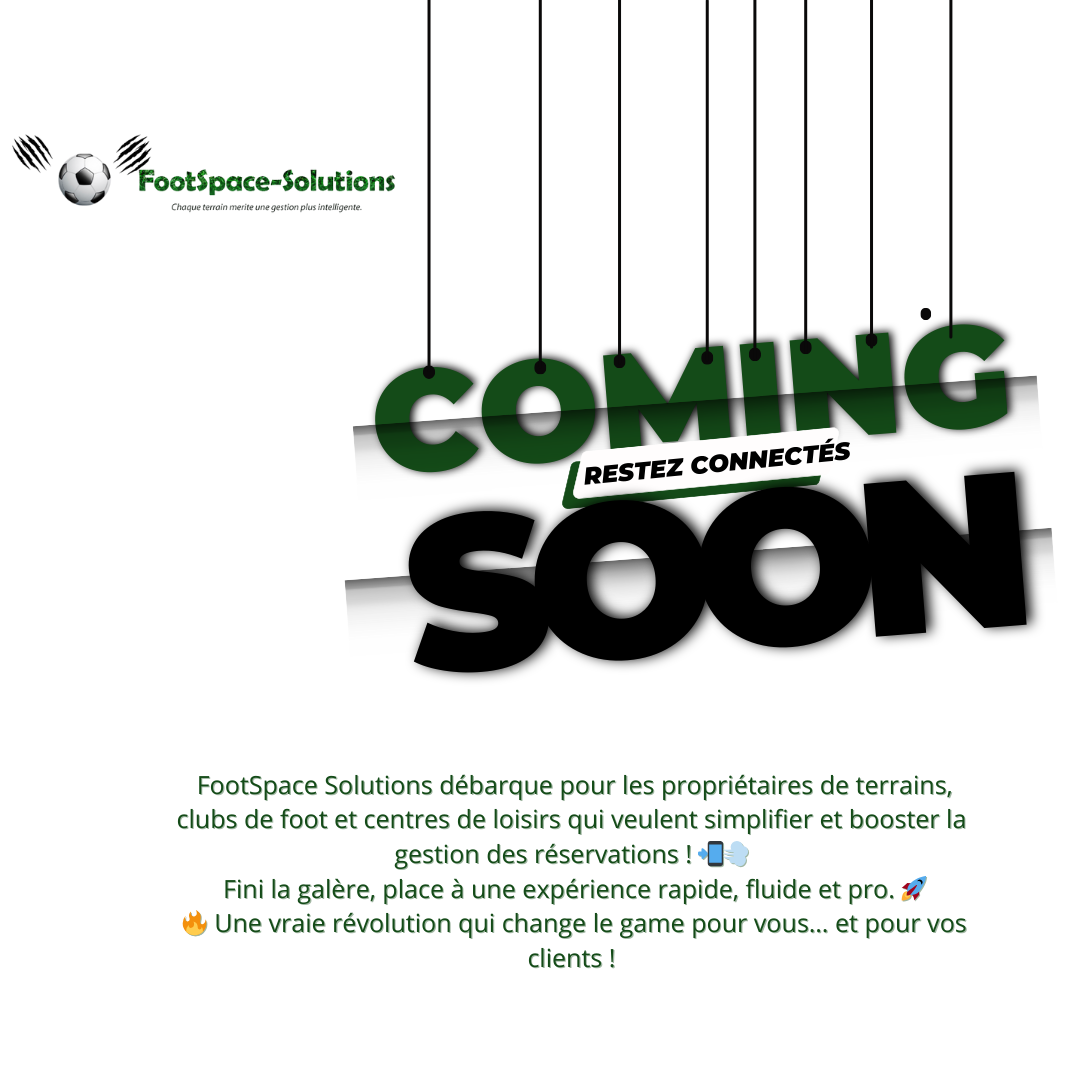 FootSpace-Solutions
Chaque terrain merite une gestion plus intelligente.
COMING
RESTEZ CONNECTÉS
SOON
FootSpace Solutions débarque pour les propriétaires de terrains,
clubs de foot et centres de loisirs qui veulent simplifier et booster la
gestion des réservations ! 📲💨
Fini la galère, place à une expérience rapide, fluide et pro. 🚀
🔥 Une vraie révolution qui change le game pour vous... et pour vos
clients !